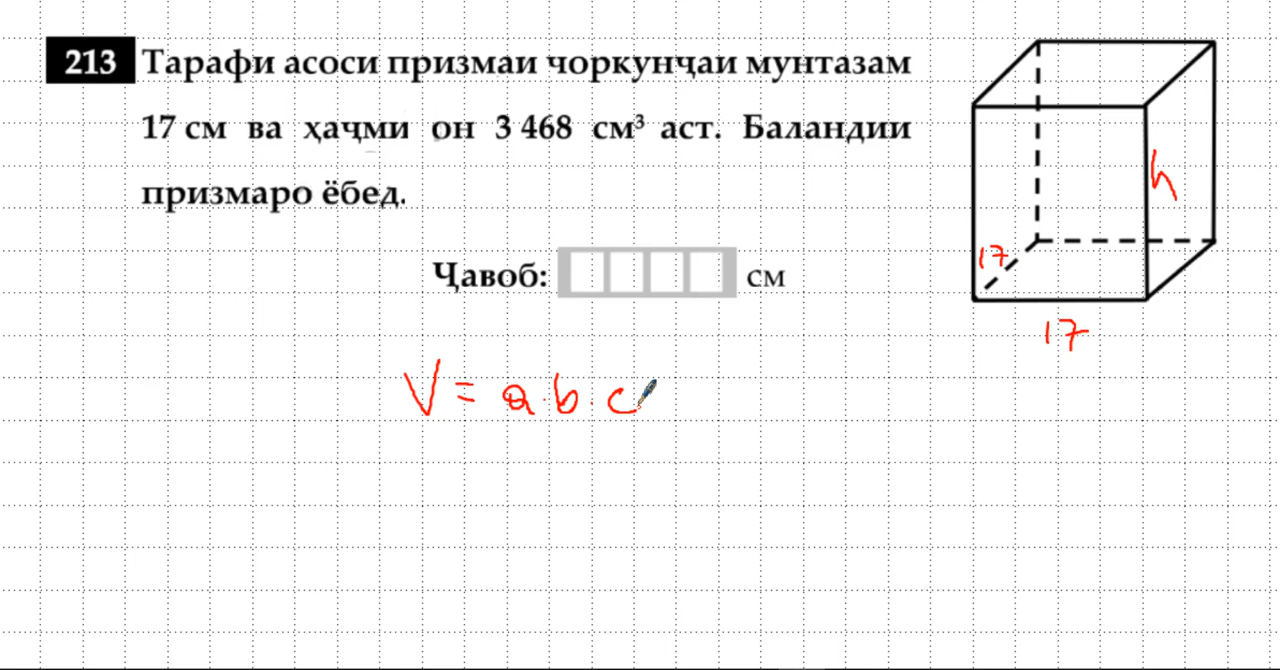 213 Тарафи асоси призмаи чоркунҷаи мунтазам
17 см ва ҳаҷми он 3 468 см³ аст. Баландии
призмаро ёбед.
Ҷавоб: см
h
17
17
V = a·b·c